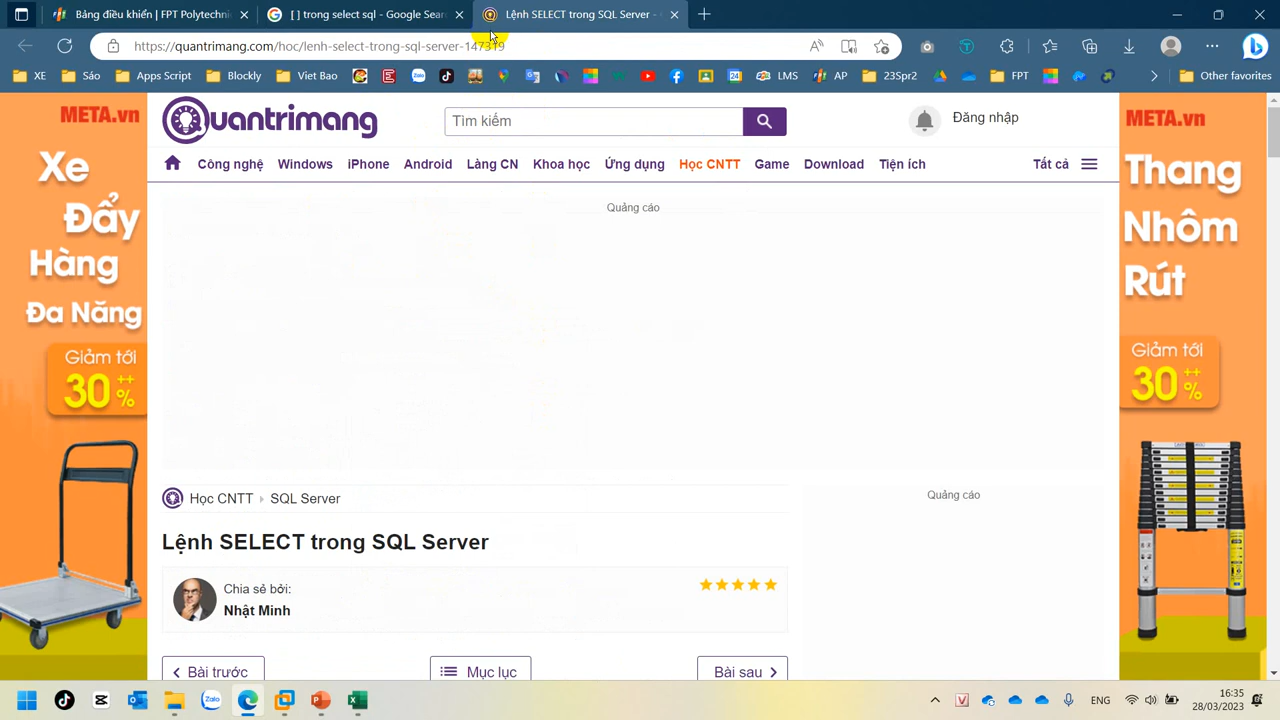 Bảng điều khiển | FPT Polytechni
[ ] trong select sql - Google Sear
Lệnh SELECT trong SQL Server -
https://quantrimang.com/hoc/lenh-select-trong-sql-server-147319
XE
Sáo
Apps Script
Blockly
Viet Bao
LMS
AP
23Spr2
FPT
Other favorites
META.vn
Xe
Đẩy
Hàng
Đa Năng
Giảm tới
30++%
Quantrimang
Tìm kiếm
Đăng nhập
Công nghệ
Windows
iPhone
Android
Làng CN
Khoa học
Ứng dụng
Học CNTT
Game
Download
Tiện ích
Tất cả
Quảng cáo
META.vn
Thang
Nhôm
Rút
Giảm tới
30++%
Học CNTT
SQL Server
Quảng cáo
Lệnh SELECT trong SQL Server
Chia sẻ bởi:
Nhật Minh
Bài trước
Mục lục
Bài sau
Zalo
ENG
16:35
28/03/2023